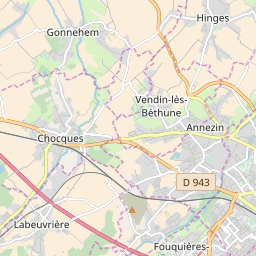 Hinges
Gonnehem
Vendin-lès-
Béthune
Annezin
Chocques
D 943
Labeuvrière
Fouquières-